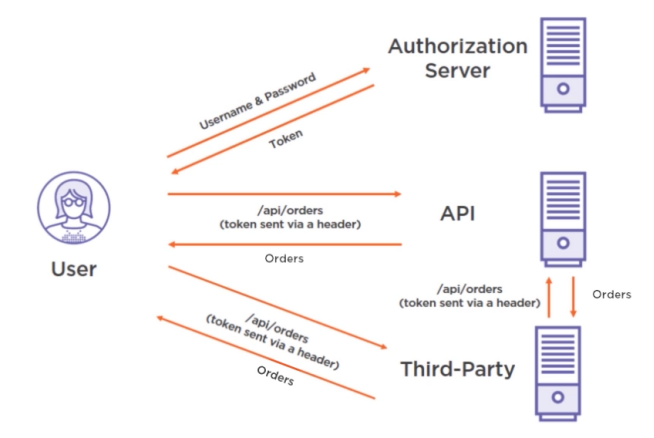 Authorization
Server
Username & Password
Token
/api/orders
(token sent via a header)
API
Orders
User
/api/orders
(token sent via a header)
Orders
/api/orders
(token sent via a header)
Orders
Third-Party